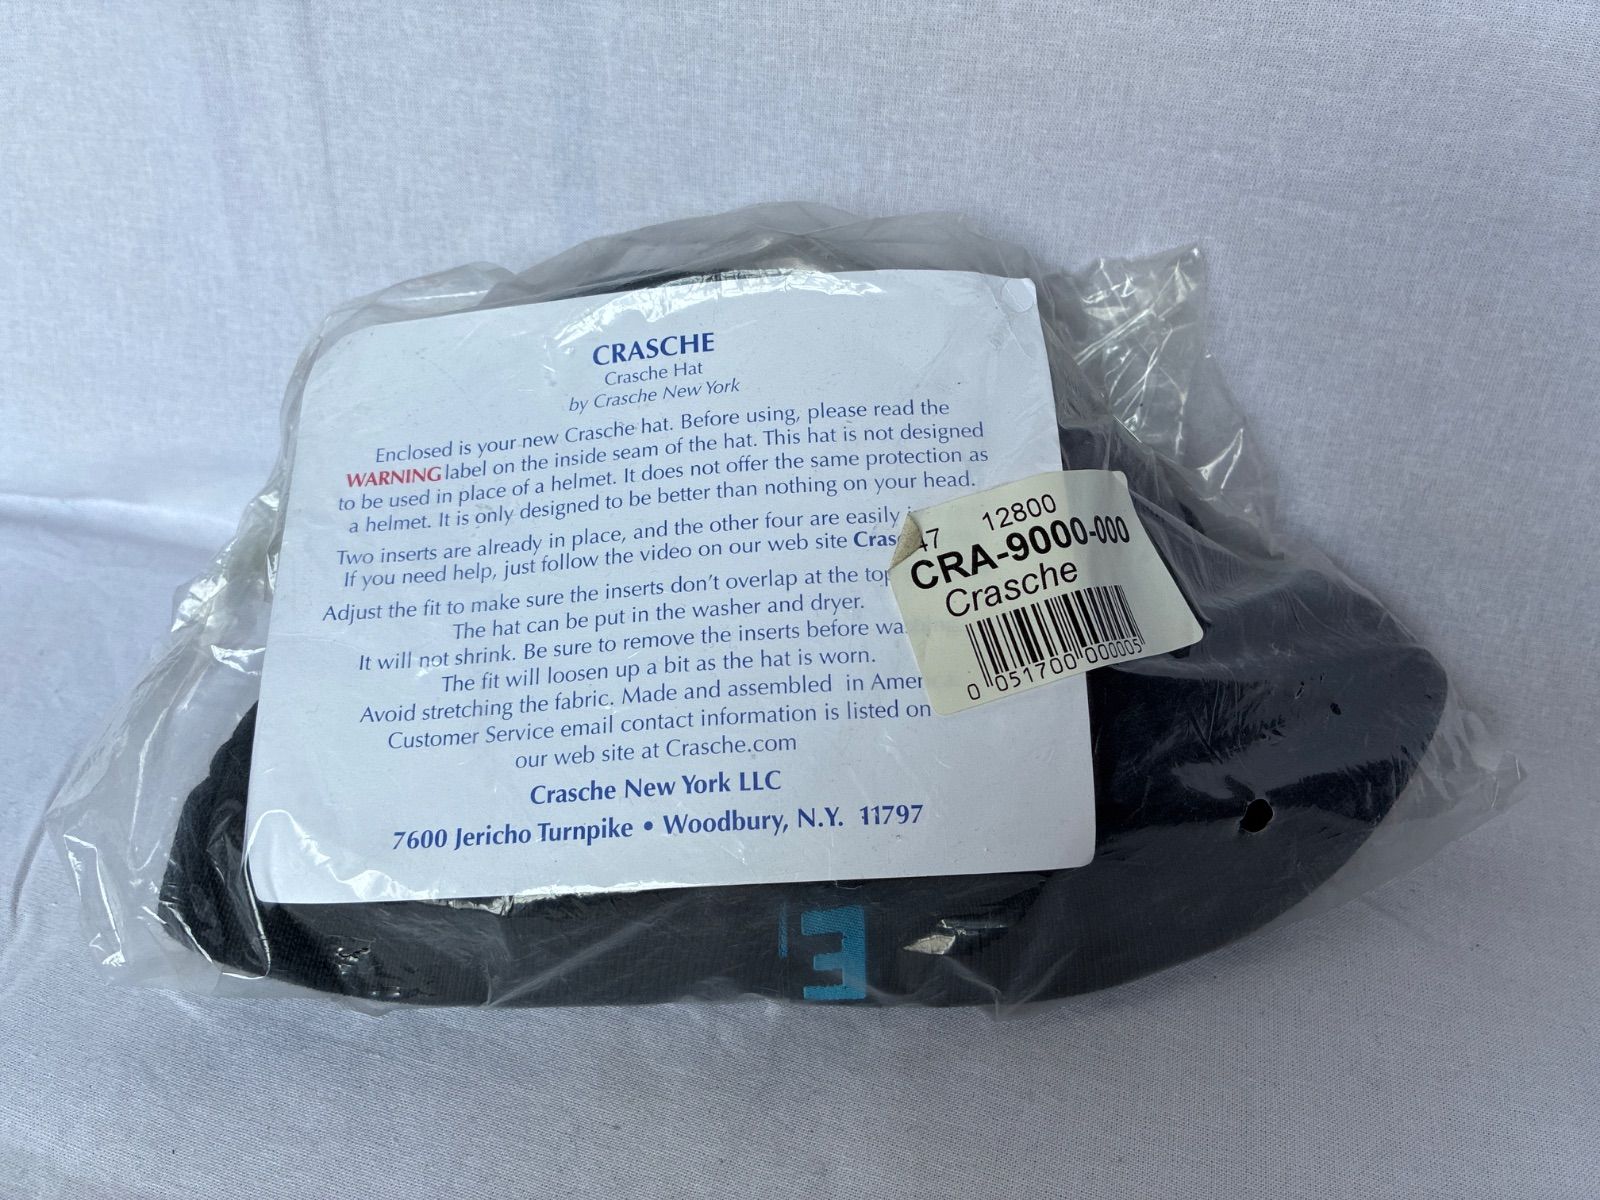 CRASCHE
Crasche Hat
by Crasche New York
Enclosed is your new Crasche hat. Before using, please read the
WARNING label on the inside seam of the hat. This hat is not designed
to be used in place of a helmet. It does not offer the same protection as
a helmet. It is only designed to be better than nothing on your head.
Two inserts are already in place, and the other four are easily
If you need help, just follow the video on our web site
Adjust the fit to make sure the inserts don't overlap at the top
The hat can be put in the washer and dryer.
It will not shrink. Be sure to remove the inserts before
The fit will loosen up a bit as the hat is worn.
Avoid stretching the fabric. Made and assembled in
Customer Service email contact information is listed on
our web site at Crasche.com
Crasche New York LLC
7600 Jericho Turnpike • Woodbury, N.Y. 11797
47 12800
CRA-9000-000
Crasche
0 051700 000005
E